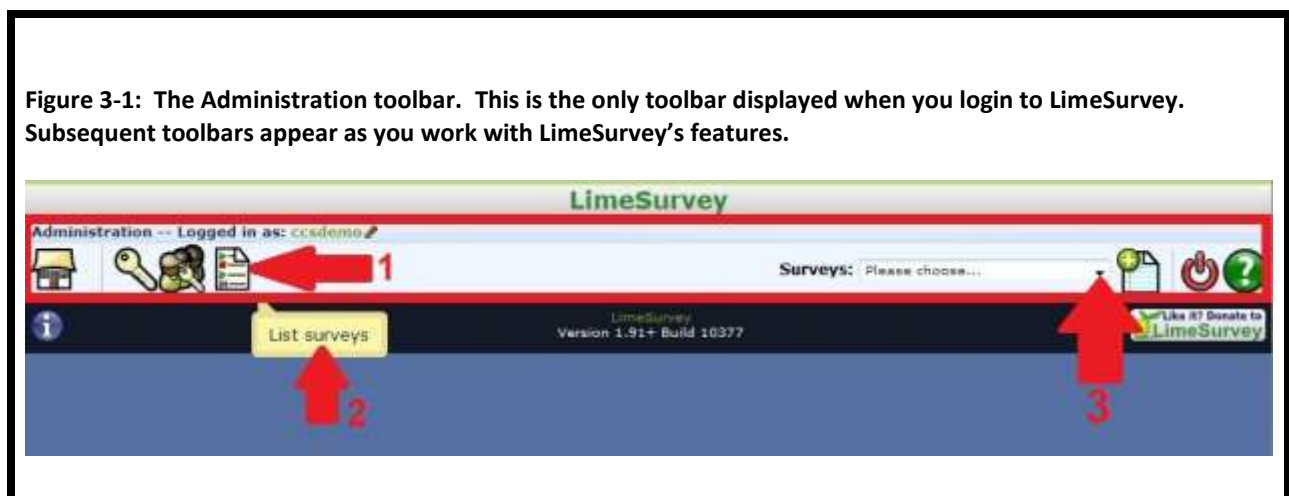 Figure 3-1:  The Administration toolbar.  This is the only toolbar displayed when you login to LimeSurvey.
Subsequent toolbars appear as you work with LimeSurvey’s features.
LimeSurvey
Administration -- Logged in as: ccsdemo
1
Surveys: Please choose...
?
i
List surveys
LimeSurvey
Version 1.91+ Build 10377
Like it? Donate to
LimeSurvey
2
3